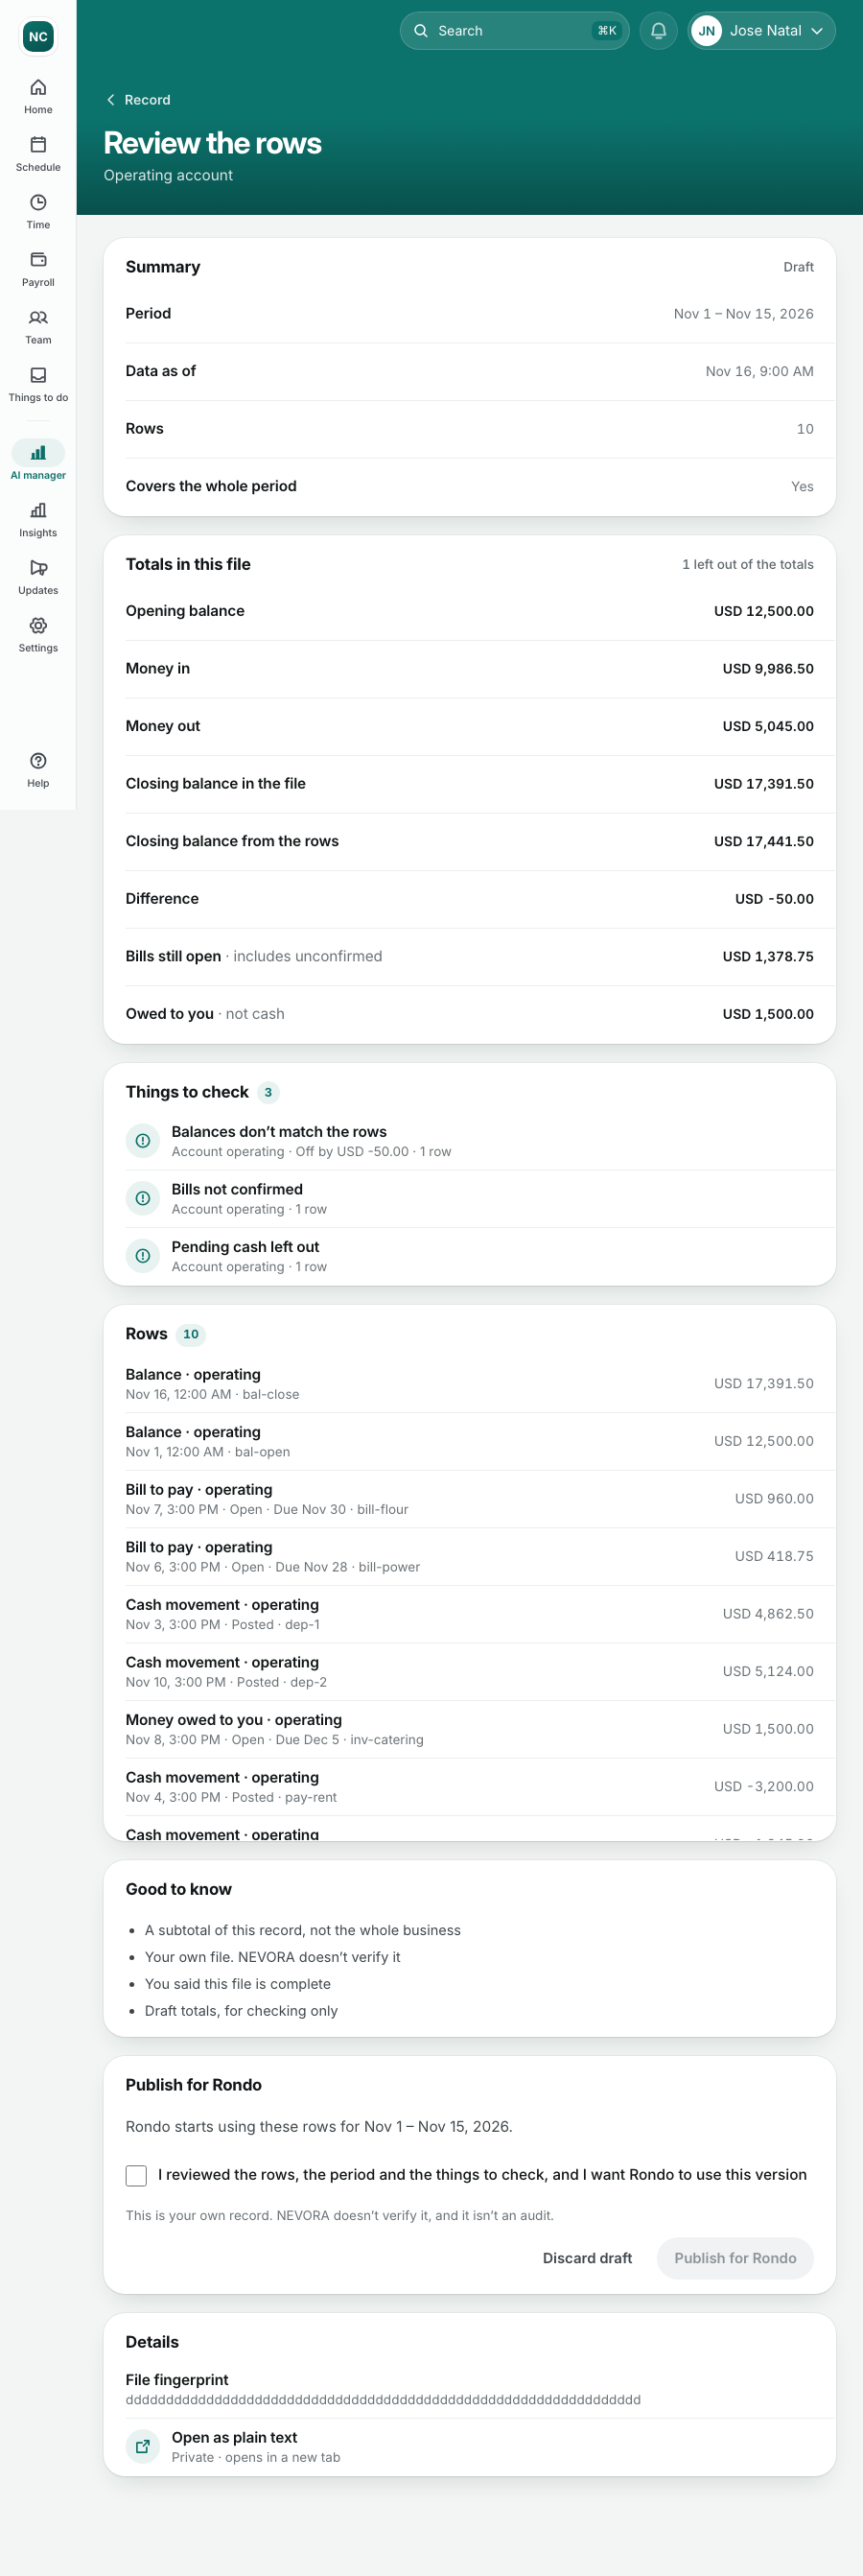 NC
Search
⌘K
JN
Jose Natal
Home
Schedule
Time
Payroll
Team
Things to do
AI manager
Insights
Updates
Settings
Help
Record
Review the rows
Operating account
Summary
Draft
Period
Nov 1 – Nov 15, 2026
Data as of
Nov 16, 9:00 AM
Rows
10
Covers the whole period
Yes
Totals in this file
1 left out of the totals
Opening balance
USD 12,500.00
Money in
USD 9,986.50
Money out
USD 5,045.00
Closing balance in the file
USD 17,391.50
Closing balance from the rows
USD 17,441.50
Difference
USD -50.00
Bills still open · includes unconfirmed
USD 1,378.75
Owed to you · not cash
USD 1,500.00
Things to check 3
Balances don’t match the rows
Account operating · Off by USD -50.00 · 1 row
Bills not confirmed
Account operating · 1 row
Pending cash left out
Account operating · 1 row
Rows 10
Balance · operating
Nov 16, 12:00 AM · bal-close
USD 17,391.50
Balance · operating
Nov 1, 12:00 AM · bal-open
USD 12,500.00
Bill to pay · operating
Nov 7, 3:00 PM · Open · Due Nov 30 · bill-flour
USD 960.00
Bill to pay · operating
Nov 6, 3:00 PM · Open · Due Nov 28 · bill-power
USD 418.75
Cash movement · operating
Nov 3, 3:00 PM · Posted · dep-1
USD 4,862.50
Cash movement · operating
Nov 10, 3:00 PM · Posted · dep-2
USD 5,124.00
Money owed to you · operating
Nov 8, 3:00 PM · Open · Due Dec 5 · inv-catering
USD 1,500.00
Cash movement · operating
Nov 4, 3:00 PM · Posted · pay-rent
USD -3,200.00
Cash movement · operating
Good to know
• A subtotal of this record, not the whole business
• Your own file. NEVORA doesn’t verify it
• You said this file is complete
• Draft totals, for checking only
Publish for Rondo
Rondo starts using these rows for Nov 1 – Nov 15, 2026.
I reviewed the rows, the period and the things to check, and I want Rondo to use this version
This is your own record. NEVORA doesn’t verify it, and it isn’t an audit.
Discard draft
Publish for Rondo
Details
File fingerprint
dddddddddddddddddddddddddddddddddddddddddddddddddddddddddddddddd
Open as plain text
Private · opens in a new tab